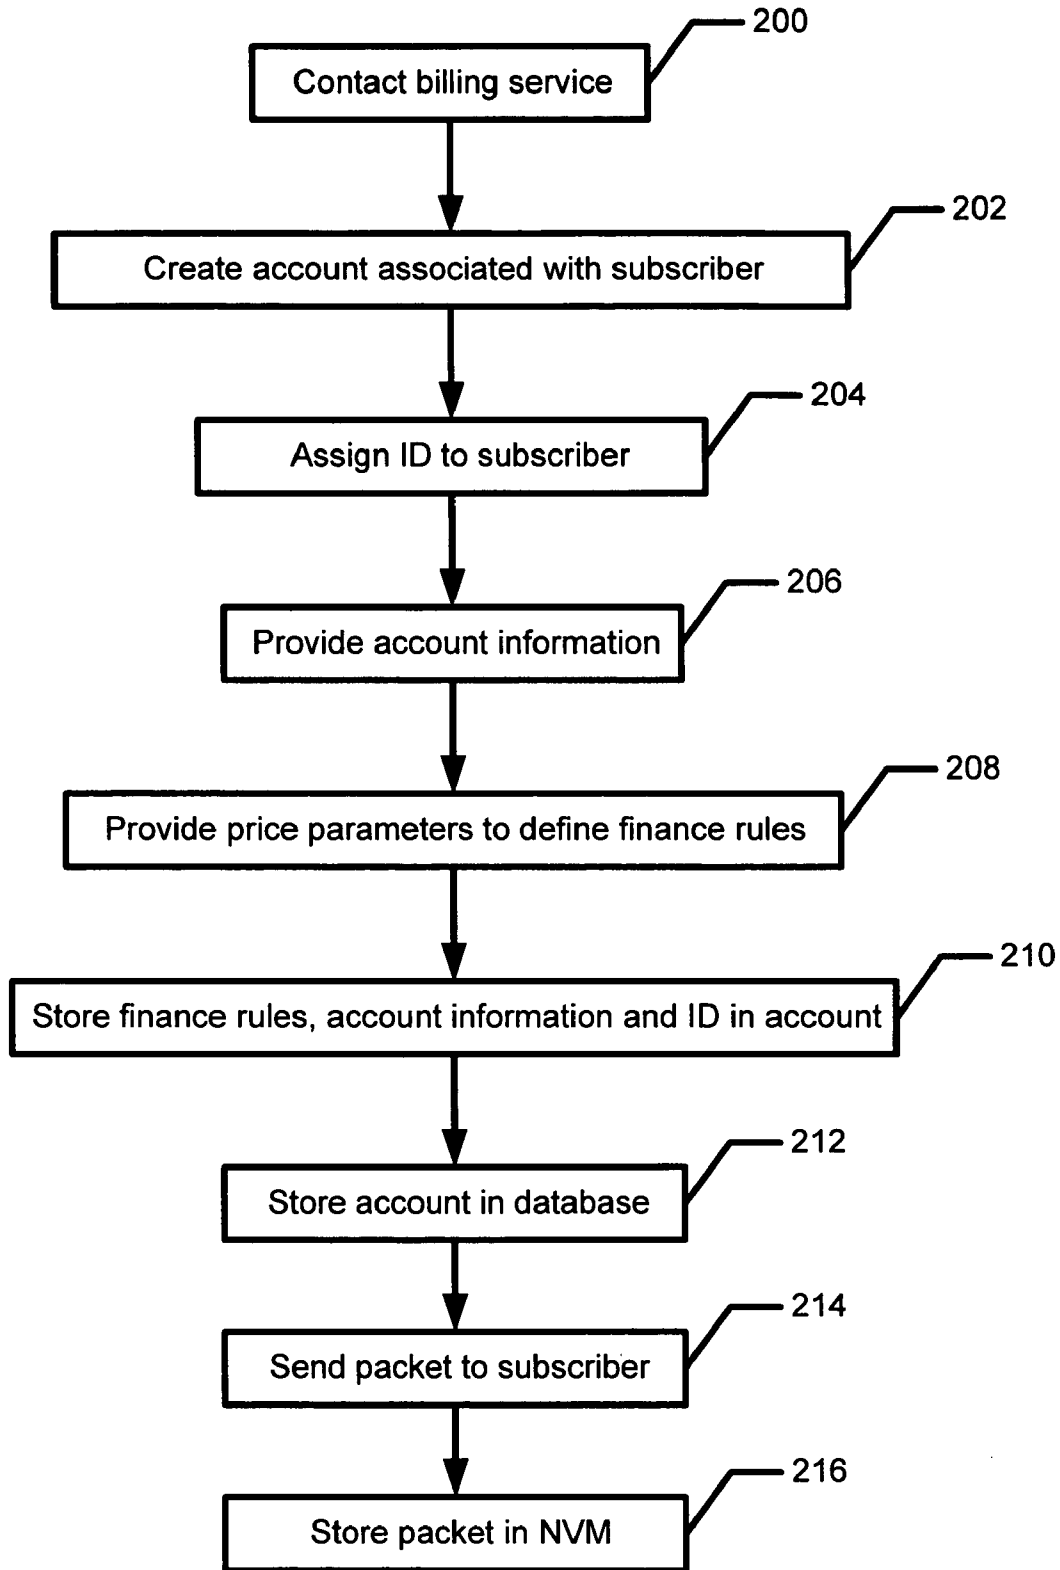 200
Contact billing service
202
Create account associated with subscriber
204
Assign ID to subscriber
206
Provide account information
208
Provide price parameters to define finance rules
210
Store finance rules, account information and ID in account
212
Store account in database
214
Send packet to subscriber
216
Store packet in NVM